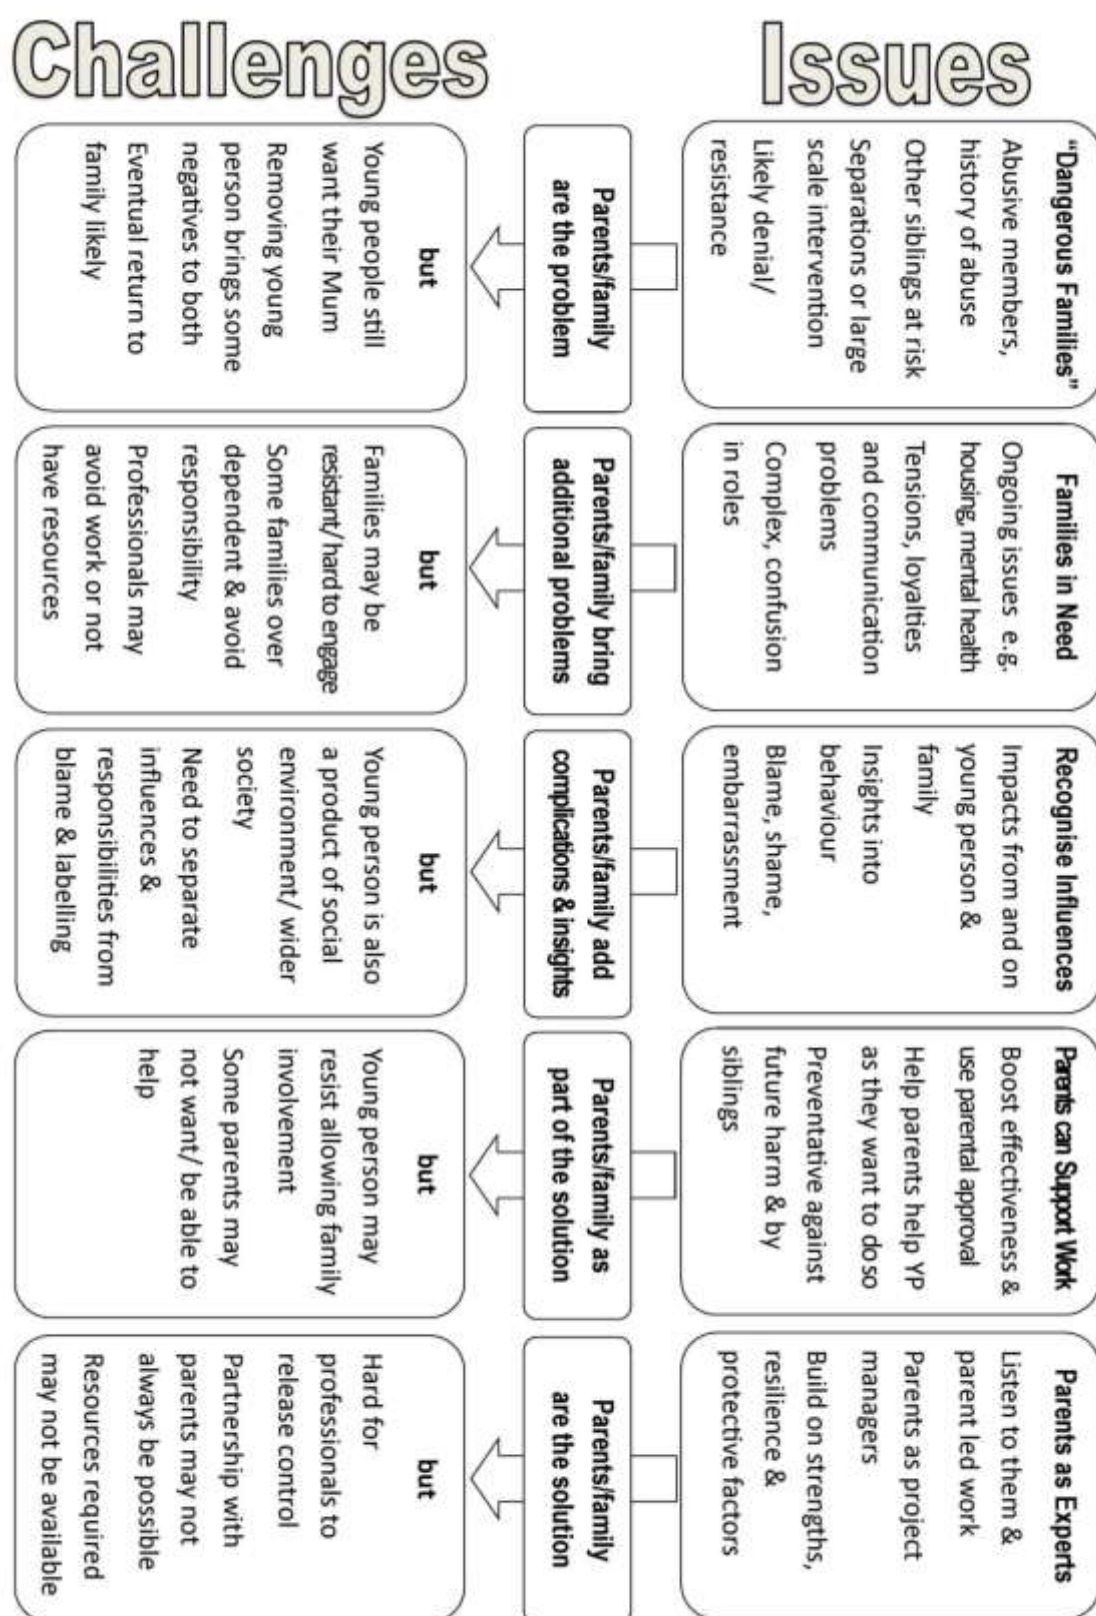 Issues
"Dangerous Families"
Abusive members,
history of abuse
Other siblings at risk
Separations or large
scale intervention
Likely denial/
resistance
Families in Need
Ongoing issues e.g.
housing, mental health
Tensions, loyalties
and communication
problems
Complex, confusion
in roles
Recognise Influences
Impacts from and on
young person &
family
Insights into
behaviour
Blame, shame,
embarrassment
Parents can Support Work
Boost effectiveness &
use parental approval
Help parents help YP
as they want to do so
Preventative against
future harm & by
siblings
Parents as Experts
Listen to them &
parent led work
Parents as project
managers
Build on strengths,
resilience &
protective factors
Parents/family
are the problem
Parents/family bring
additional problems
Parents/family add
complications & insights
Parents/family as
part of the solution
Parents/family
are the solution
Challenges
but
Young people still
want their Mum
Removing young
person brings some
negatives to both
Eventual return to
family likely
but
Families may be
resistant/ hard to engage
Some families over
dependent & avoid
responsibility
Professionals may
avoid work or not
have resources
but
Young person is also
a product of social
environment/ wider
society
Need to separate
influences &
responsibilities from
blame & labelling
but
Young person may
resist allowing family
involvement
Some parents may
not want/ be able to
help
but
Hard for
professionals to
release control
Partnership with
parents may not
always be possible
Resources required
may not be available